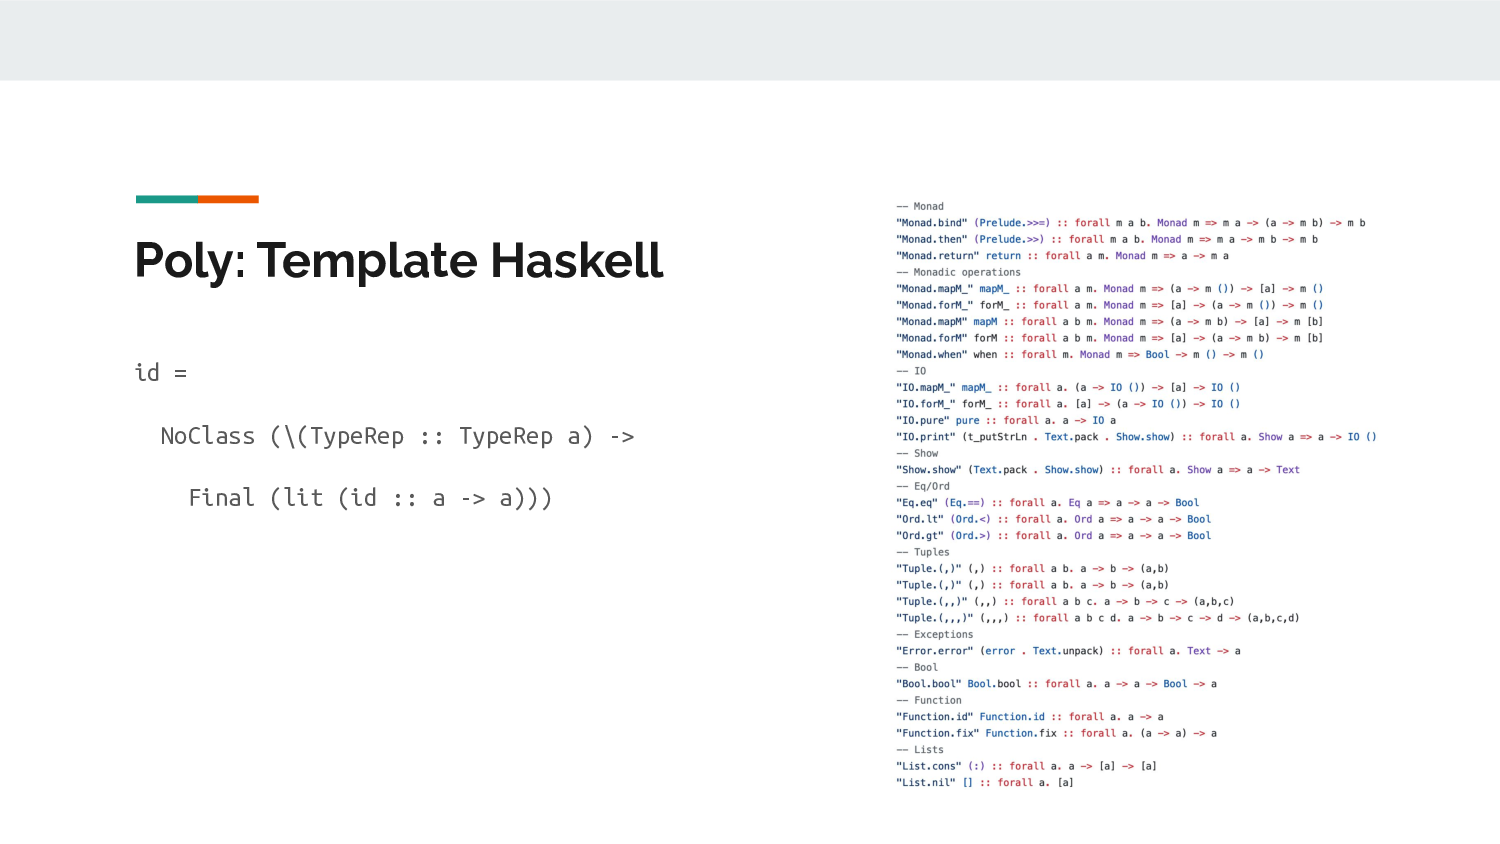 Poly: Template Haskell
id =
NoClass (\(TypeRep :: TypeRep a) ->
Final (lit (id :: a -> a)))
-- Monad
"Monad.bind" (Prelude.>>=) :: forall m a b. Monad m => m a -> (a -> m b) -> m b
"Monad.then" (Prelude.>>) :: forall m a b. Monad m => m a -> m b -> m b
"Monad.return" return :: forall a m. Monad m => a -> m a
-- Monadic operations
"Monad.mapM_" mapM_ :: forall a m. Monad m => (a -> m ()) -> [a] -> m ()
"Monad.forM_" forM_ :: forall a m. Monad m => [a] -> (a -> m ()) -> m ()
"Monad.mapM" mapM :: forall a b m. Monad m => (a -> m b) -> [a] -> m [b]
"Monad.forM" forM :: forall a b m. Monad m => [a] -> (a -> m b) -> m [b]
"Monad.when" when :: forall m. Monad m => Bool -> m () -> m ()
-- IO
"IO.mapM_" mapM_ :: forall a. (a -> IO ()) -> [a] -> IO ()
"IO.forM_" forM_ :: forall a. [a] -> (a -> IO ()) -> IO ()
"IO.pure" pure :: forall a. a -> IO a
"IO.print" (t_putStrLn . Text.pack . Show.show) :: forall a. Show a => a -> IO ()
-- Show
"Show.show" (Text.pack . Show.show) :: forall a. Show a => a -> Text
-- Eq/Ord
"Eq.eq" (Eq.==) :: forall a. Eq a => a -> a -> Bool
"Ord.lt" (Ord.<) :: forall a. Ord a => a -> a -> Bool
"Ord.gt" (Ord.>) :: forall a. Ord a => a -> a -> Bool
-- Tuples
"Tuple.(,)" (,) :: forall a b. a -> b -> (a,b)
"Tuple.(,)" (,) :: forall a b. a -> b -> (a,b)
"Tuple.(,,)" (,,) :: forall a b c. a -> b -> c -> (a,b,c)
"Tuple.(,,,)" (,,,) :: forall a b c d. a -> b -> c -> d -> (a,b,c,d)
-- Exceptions
"Error.error" (error . Text.unpack) :: forall a. Text -> a
-- Bool
"Bool.bool" Bool.bool :: forall a. a -> a -> Bool -> a
-- Function
"Function.id" Function.id :: forall a. a -> a
"Function.fix" Function.fix :: forall a. (a -> a) -> a
-- Lists
"List.cons" (:) :: forall a. a -> [a] -> [a]
"List.nil" [] :: forall a. [a]